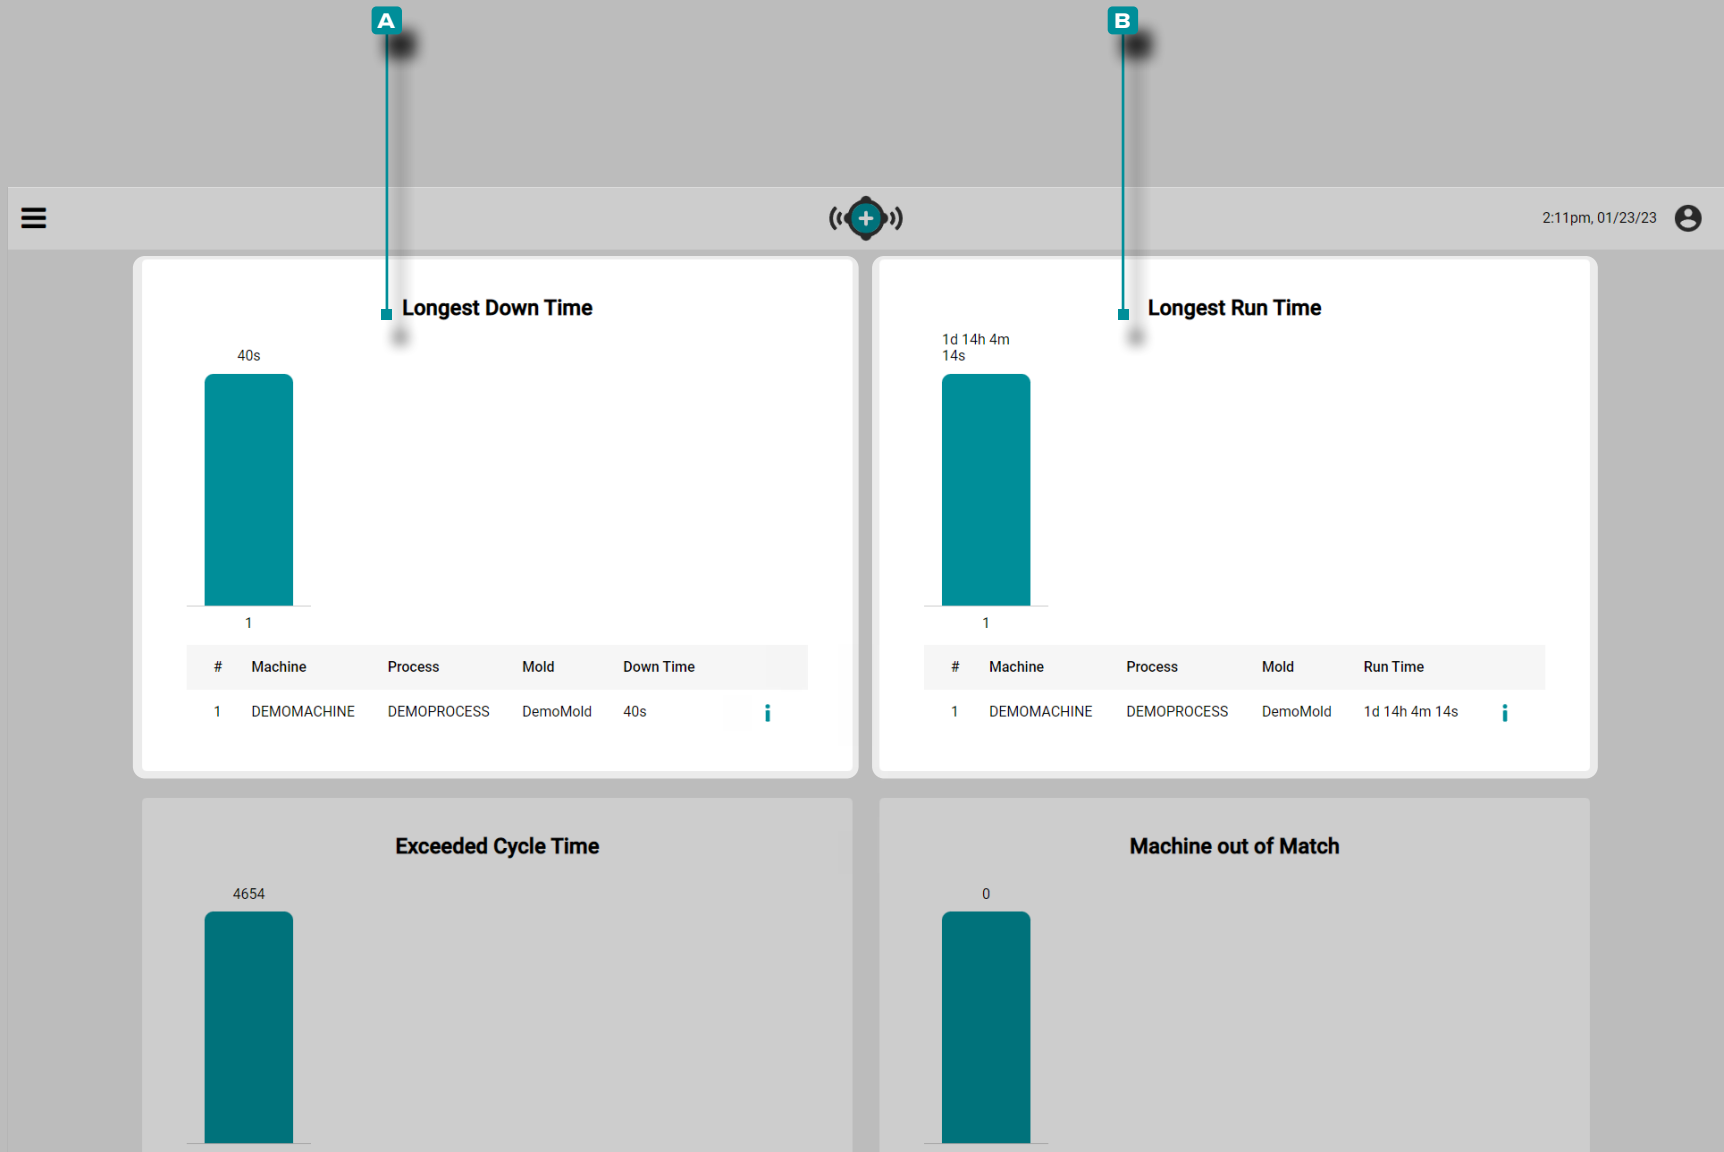 A
B
2:11pm, 01/23/23
Longest Down Time
40s
1
# Machine Process Mold Down Time
1 DEMOMACHINE DEMOPROCESS DemoMold 40s
Longest Run Time
1d 14h 4m
14s
1
# Machine Process Mold Run Time
1 DEMOMACHINE DEMOPROCESS DemoMold 1d 14h 4m 14s
Exceeded Cycle Time
4654
Machine out of Match
0